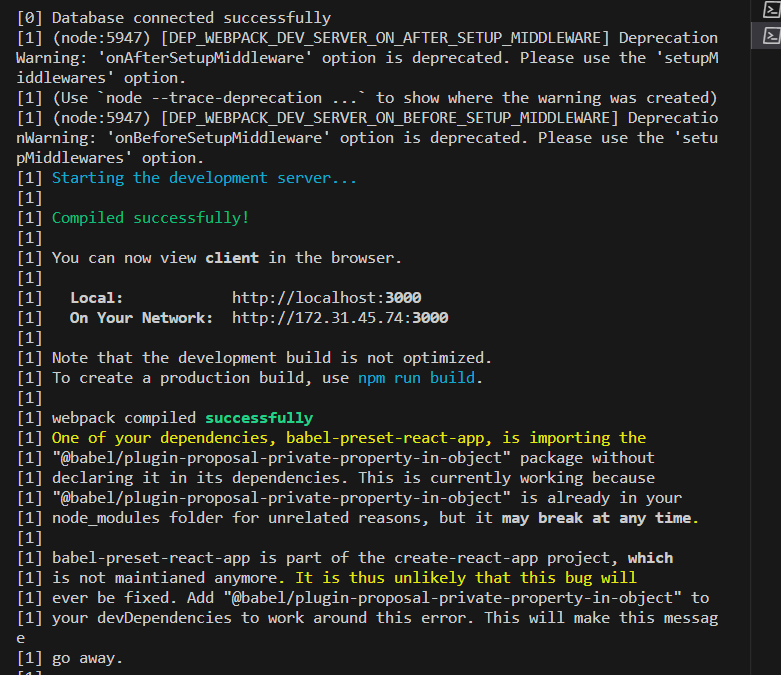 [0] Database connected successfully
[1] (node:5947) [DEP_WEBPACK_DEV_SERVER_ON_AFTER_SETUP_MIDDLEWARE] Deprecation
Warning: 'onAfterSetupMiddleware' option is deprecated. Please use the 'setupM
iddlewares' option.
[1] (Use `node --trace-deprecation ...` to show where the warning was created)
[1] (node:5947) [DEP_WEBPACK_DEV_SERVER_ON_BEFORE_SETUP_MIDDLEWARE] Deprecatio
nWarning: 'onBeforeSetupMiddleware' option is deprecated. Please use the 'setu
pMiddlewares' option.
[1] Starting the development server...
[1]
[1] Compiled successfully!
[1]
[1] You can now view client in the browser.
[1]
[1]   Local:            http://localhost:3000
[1]   On Your Network:  http://172.31.45.74:3000
[1]
[1] Note that the development build is not optimized.
[1] To create a production build, use npm run build.
[1]
[1] webpack compiled successfully
[1] One of your dependencies, babel-preset-react-app, is importing the
[1] "@babel/plugin-proposal-private-property-in-object" package without
[1] declaring it in its dependencies. This is currently working because
[1] "@babel/plugin-proposal-private-property-in-object" is already in your
[1] node_modules folder for unrelated reasons, but it may break at any time.
[1]
[1] babel-preset-react-app is part of the create-react-app project, which
[1] is not maintianed anymore. It is thus unlikely that this bug will
[1] ever be fixed. Add "@babel/plugin-proposal-private-property-in-object" to
[1] your devDependencies to work around this error. This will make this messag
e
[1] go away.
[1]